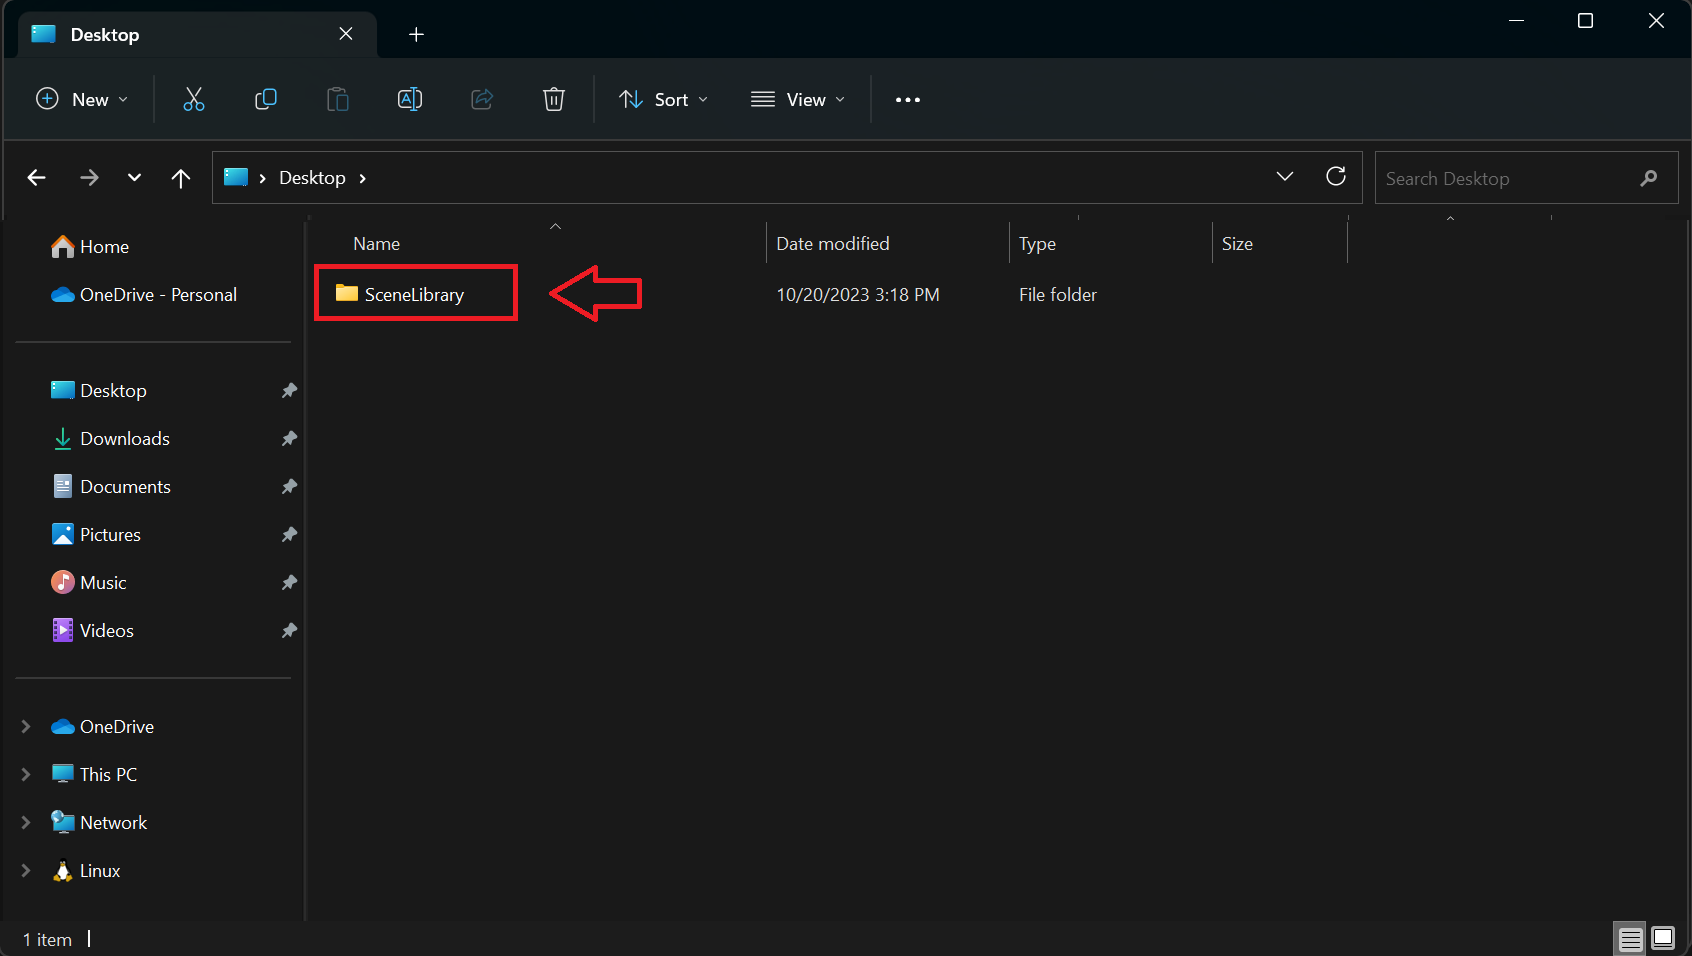 Desktop
New
Sort
View
Desktop
Search Desktop
Home
OneDrive - Personal
Desktop
Downloads
Documents
Pictures
Music
Videos
OneDrive
This PC
Network
Linux
Name Date modified Type Size
SceneLibrary 10/20/2023 3:18 PM File folder
1 item